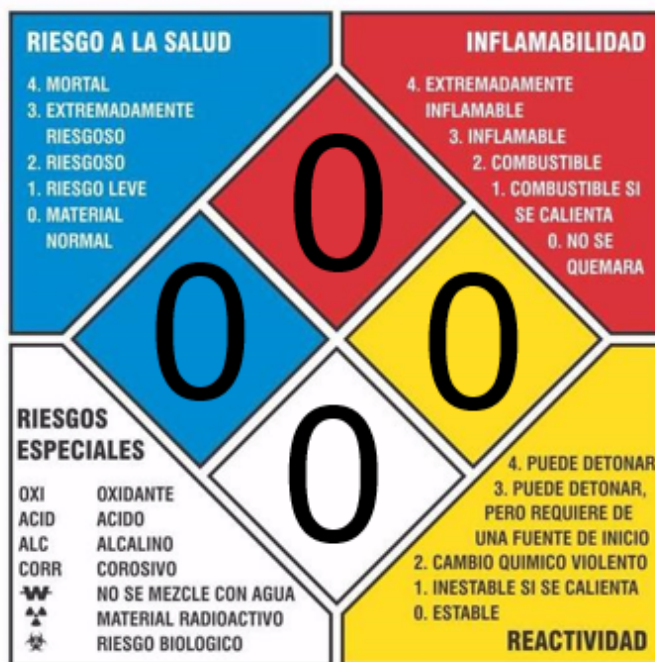 RIESGO A LA SALUD
4. MORTAL
3. EXTREMADAMENTE
RIESGOSO
2. RIESGOSO
1. RIESGO LEVE
0. MATERIAL
NORMAL
INFLAMABILIDAD
4. EXTREMADAMENTE
INFLAMABLE
3. INFLAMABLE
2. COMBUSTIBLE
1. COMBUSTIBLE SI
SE CALIENTA
0. NO SE
QUEMARA
0
0
0
0
RIESGOS
ESPECIALES
OXI OXIDANTE
ACID ACIDO
ALC ALCALINO
CORR COROSIVO
W NO SE MEZCLE CON AGUA
MATERIAL RADIOACTIVO
RIESGO BIOLOGICO
4. PUEDE DETONAR
3. PUEDE DETONAR,
PERO REQUIERE DE
UNA FUENTE DE INICIO
2. CAMBIO QUIMICO VIOLENTO
1. INESTABLE SI SE CALIENTA
0. ESTABLE
REACTIVIDAD